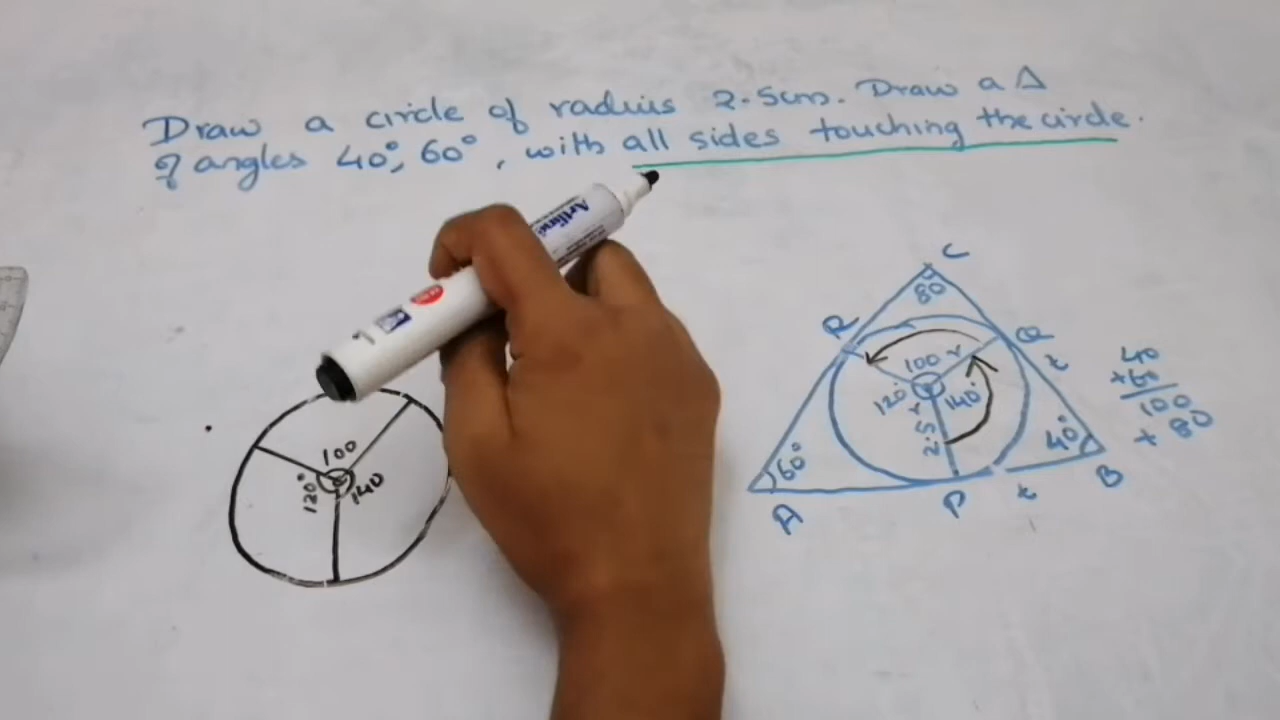 Draw a circle of radius 2.5cm. Draw a Δ
of angles 40°, 60°, with all sides touching the circle.
Artline
C
80
R
Q
100
r
t
120°
140°
2.5
r
60°
40°
A
P
t
B
40
+60
100
+ 80
100
120°
140